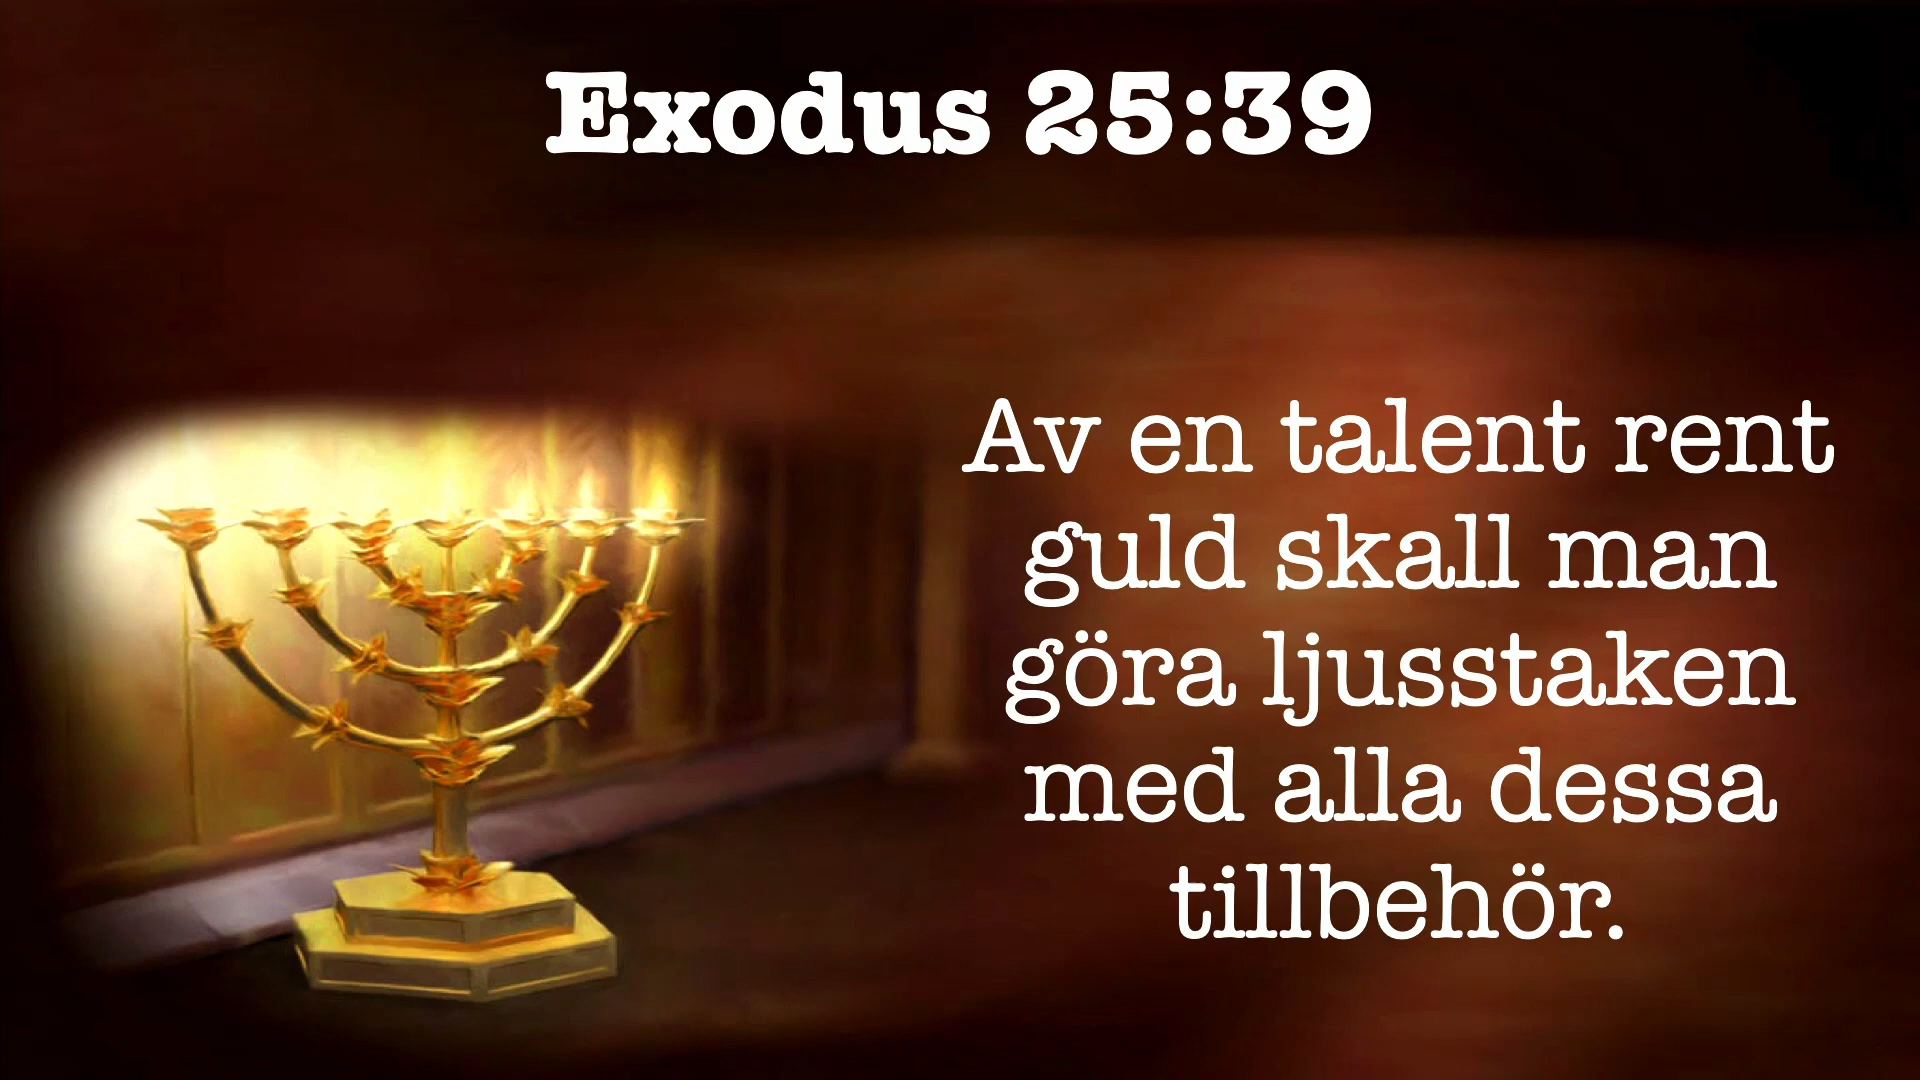 Exodus 25:39
Av en talent rent
guld skall man
göra ljusstaken
med alla dessa
tillbehör.